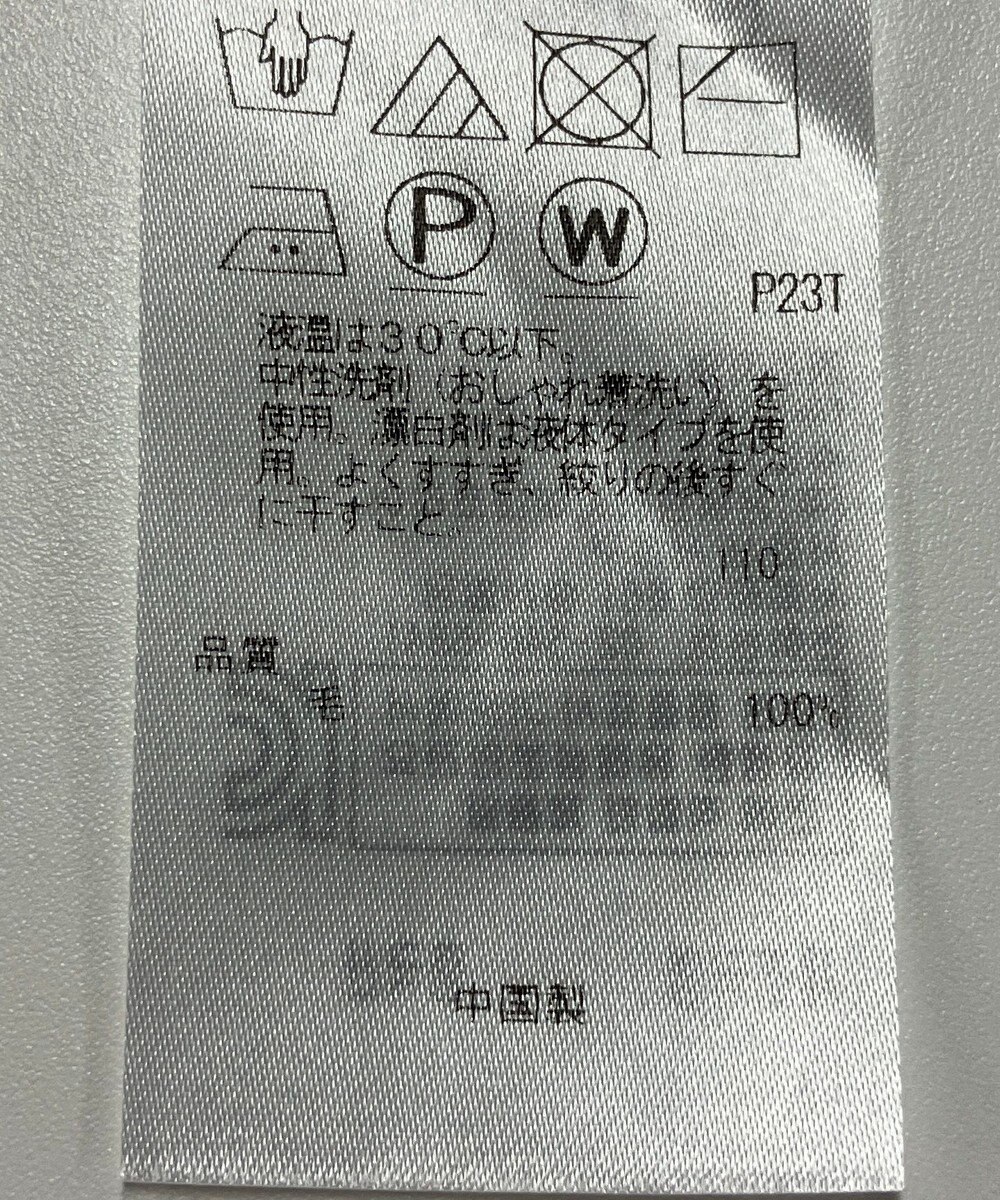 P
W
P23T
液温は30℃以下。
中性洗剤（おしゃれ着洗い）を
使用。漂白剤は液体タイプを使
用。よくすすぎ、絞りの後すぐ
に干すこと。
110
品質
毛 100%
中国製